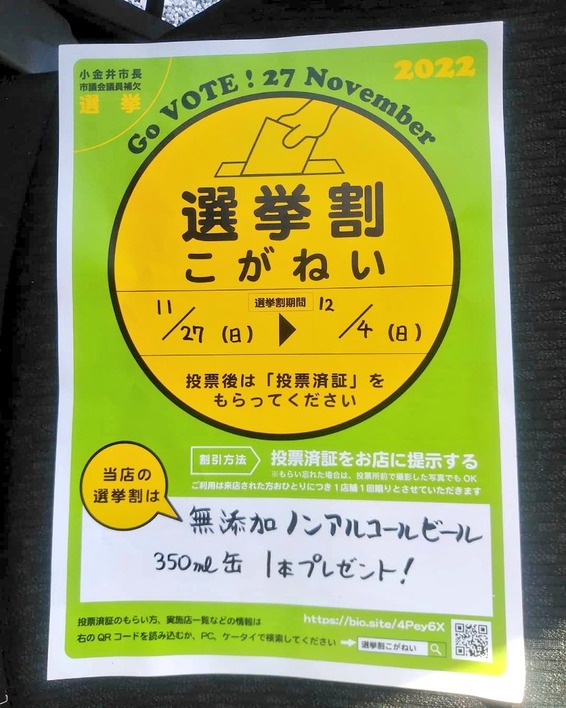 小金井市長
市議会議員補欠
選挙
2022
Go VOTE! 27 November
選挙割
こがねい
選挙割期間
11/27(日) ▶ 12/4(日)
投票後は「投票済証」を
もらってください
割引方法 投票済証をお店に提示する
※もらい忘れた場合は、投票所前で撮影した写真でもOK
ご利用は来店された方おひとりにつき1店舗1回限りとさせていただきます
当店の
選挙割は
無添加ノンアルコールビール
350ml缶 1本プレゼント!
投票済証のもらい方、実施店一覧などの情報は
右のQRコードを読み込むか、PC、ケータイで検索してください
https://bio.site/4Pey6X
選挙割こがねい